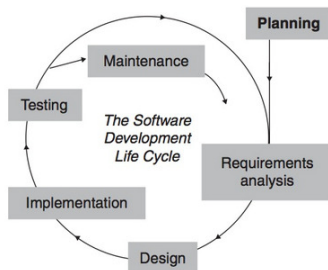 Planning
Maintenance
Testing
The Software
Development
Life Cycle
Requirements
analysis
Implementation
Design